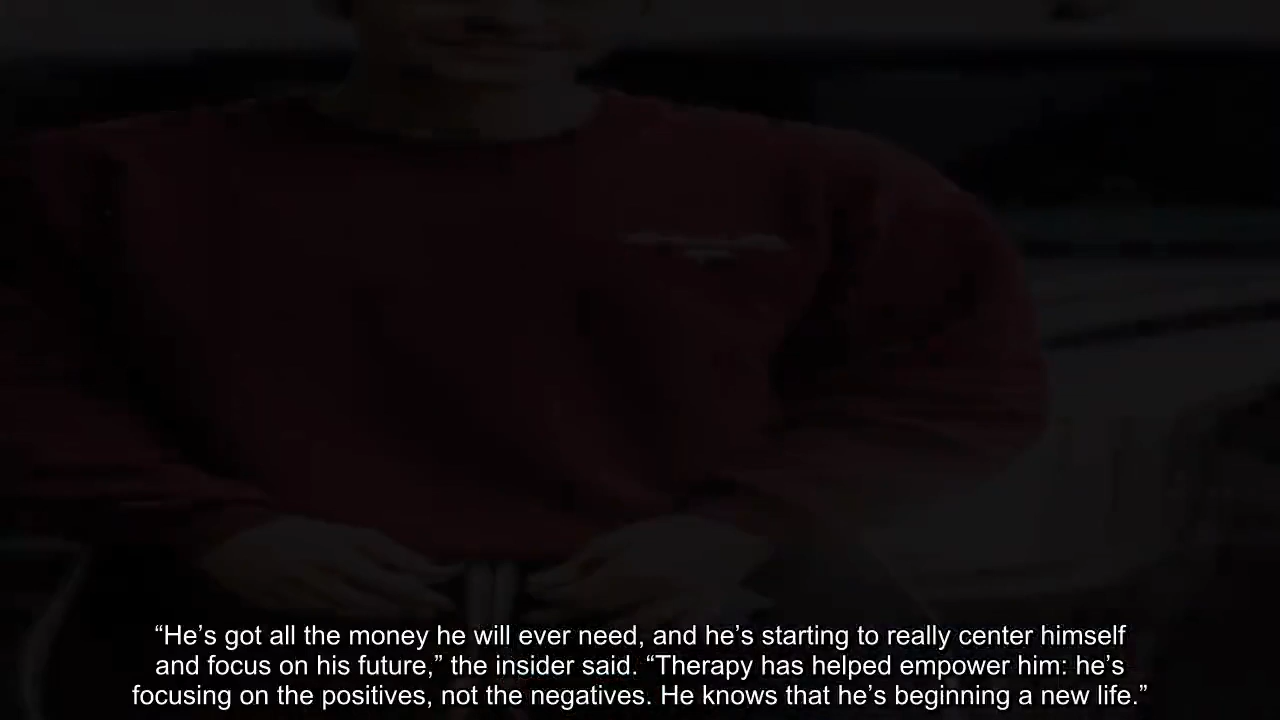 “He’s got all the money he will ever need, and he’s starting to really center himself
and focus on his future,” the insider said. “Therapy has helped empower him: he’s
focusing on the positives, not the negatives. He knows that he’s beginning a new life.”